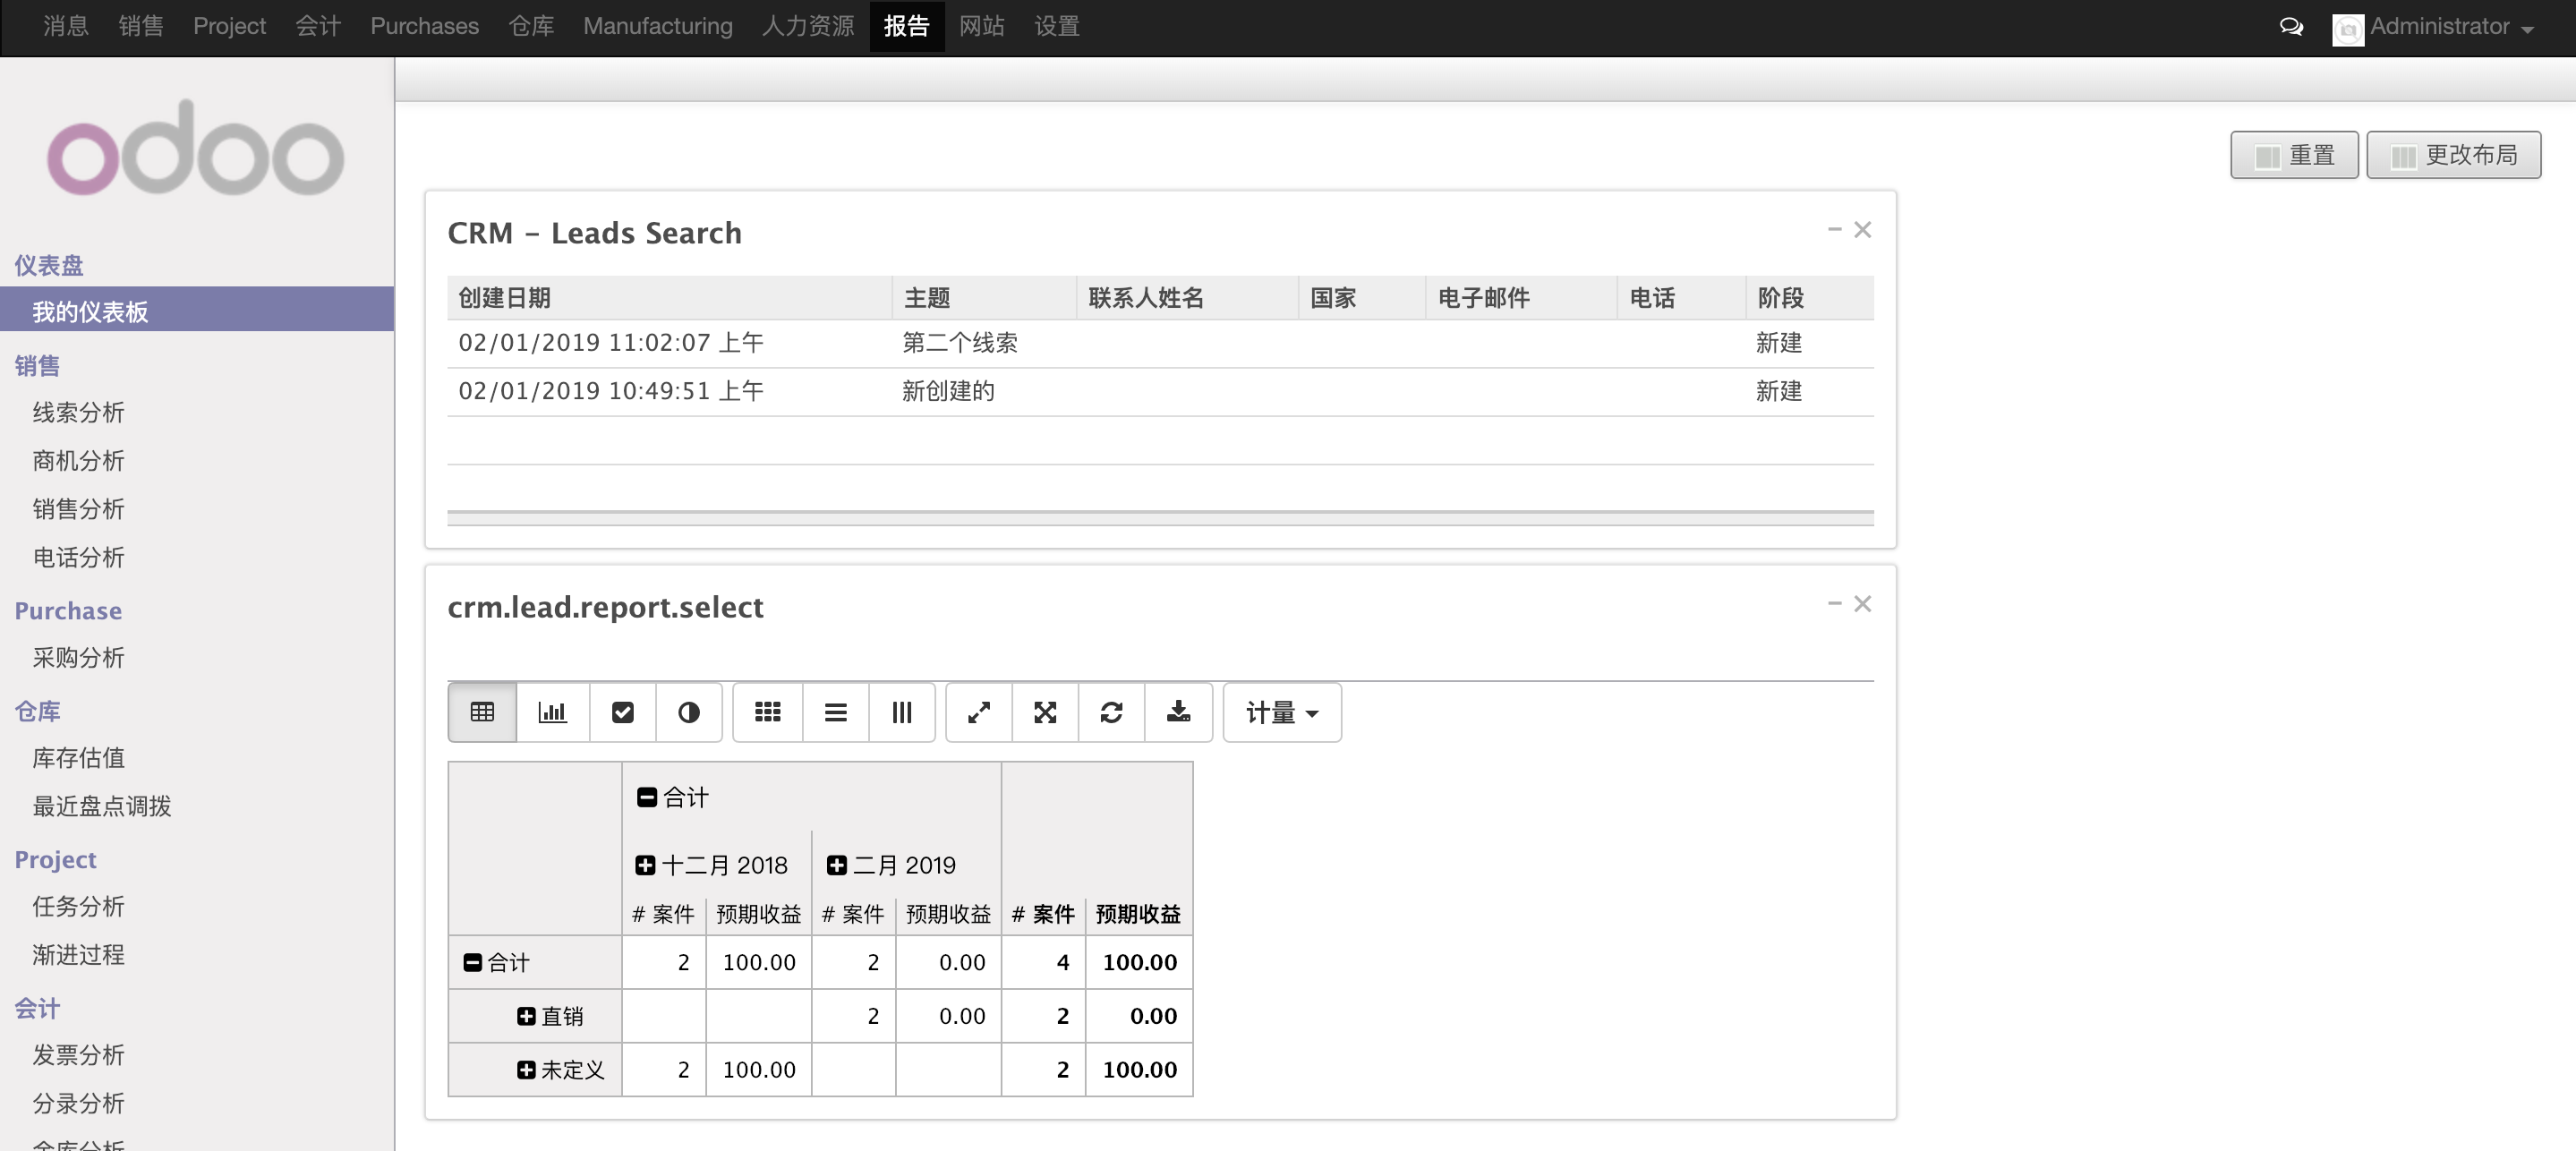 消息 销售 Project 会计 Purchases 仓库 Manufacturing 人力资源 报告 网站 设置 Administrator
odoo
仪表盘
我的仪表板
销售
线索分析
商机分析
销售分析
电话分析
Purchase
采购分析
仓库
库存估值
最近盘点调拨
Project
任务分析
渐进过程
会计
发票分析
分录分析
重置 更改布局
CRM - Leads Search
创建日期 主题 联系人姓名 国家 电子邮件 电话 阶段
02/01/2019 11:02:07 上午 第二个线索 新建
02/01/2019 10:49:51 上午 新创建的 新建
crm.lead.report.select
计量
合计
十二月 2018 二月 2019
# 案件 预期收益 # 案件 预期收益 # 案件 预期收益
合计 2 100.00 2 0.00 4 100.00
直销 2 0.00 2 0.00
未定义 2 100.00 2 100.00